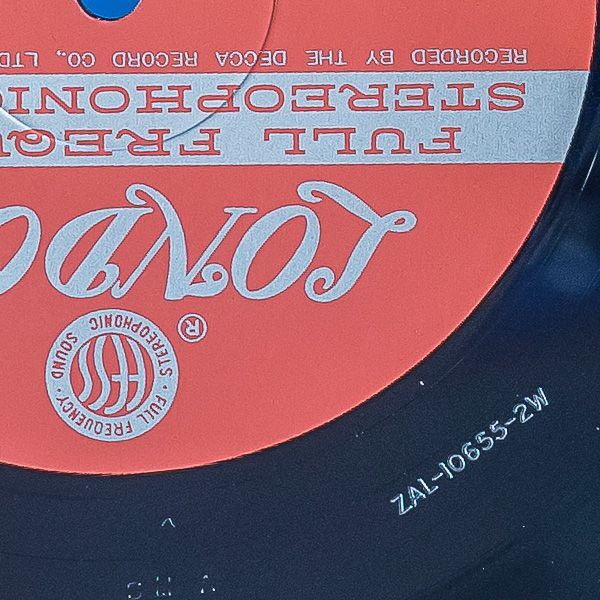 RECORDED BY THE DECCA RECORD CO., LTD
STEREOPHONIC
FULL FREQU
LONDO
®
FULL FREQUENCY · STEREOPHONIC SOUND ·
ffss
ZAL-10655-2W